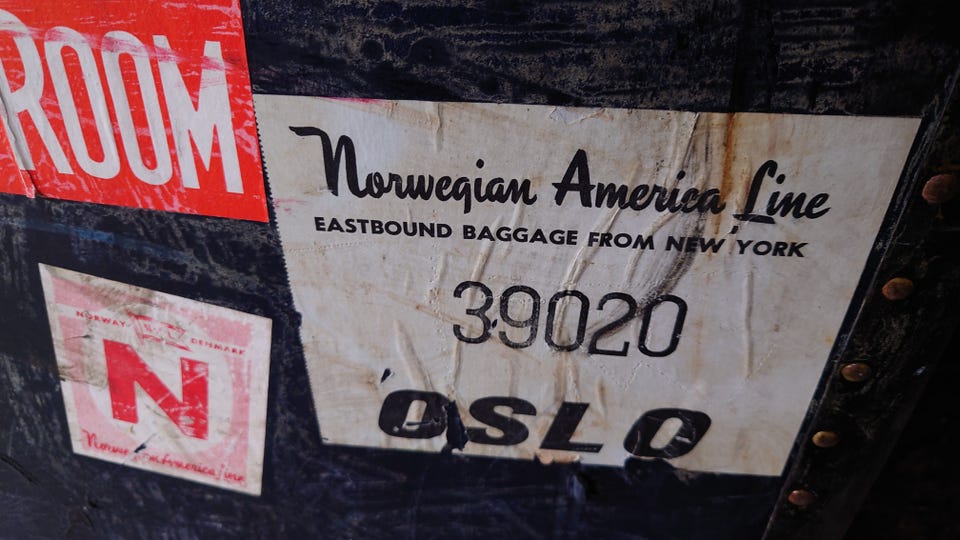 ROOM
Norwegian America Line
EASTBOUND BAGGAGE FROM NEW YORK
39020
OSLO
NORWAY
DENMARK
N
Norwegian America Line